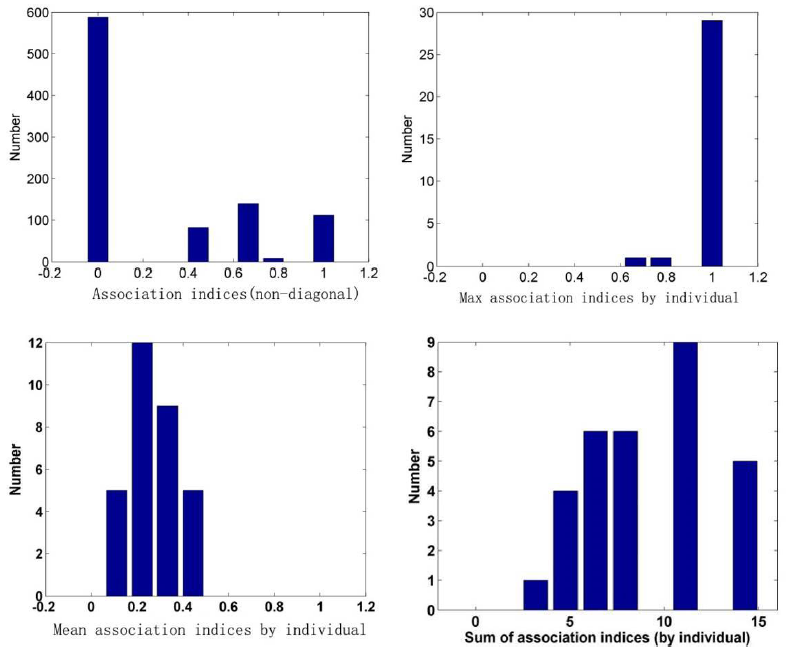 600
500
400
300
200
100
0
Number
-0.2 0 0.2 0.4 0.6 0.8 1 1.2
Association indices(non-diagonal)
30
25
20
15
10
5
0
Number
-0.2 0 0.2 0.4 0.6 0.8 1 1.2
Max association indices by individual
12
10
8
6
4
2
0
Number
-0.2 0 0.2 0.4 0.6 0.8 1 1.2
Mean association indices by individual
9
8
7
6
5
4
3
2
1
0
Number
0 5 10 15
Sum of association indices (by individual)